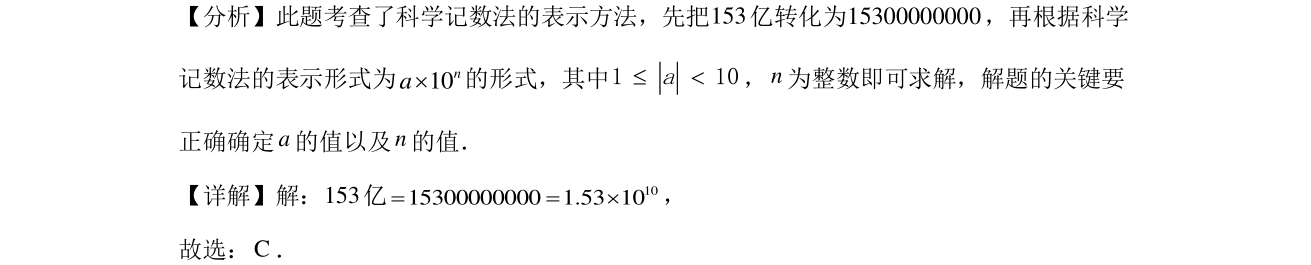 【分析】此题考查了科学记数法的表示方法，先把153亿转化为15300000000，再根据科学
记数法的表示形式为a×10ⁿ的形式，其中1 ≤ |a| < 10，n为整数即可求解，解题的关键要
正确确定a的值以及n的值．
【详解】解：153亿=15300000000=1.53×10¹⁰，
故选：C．